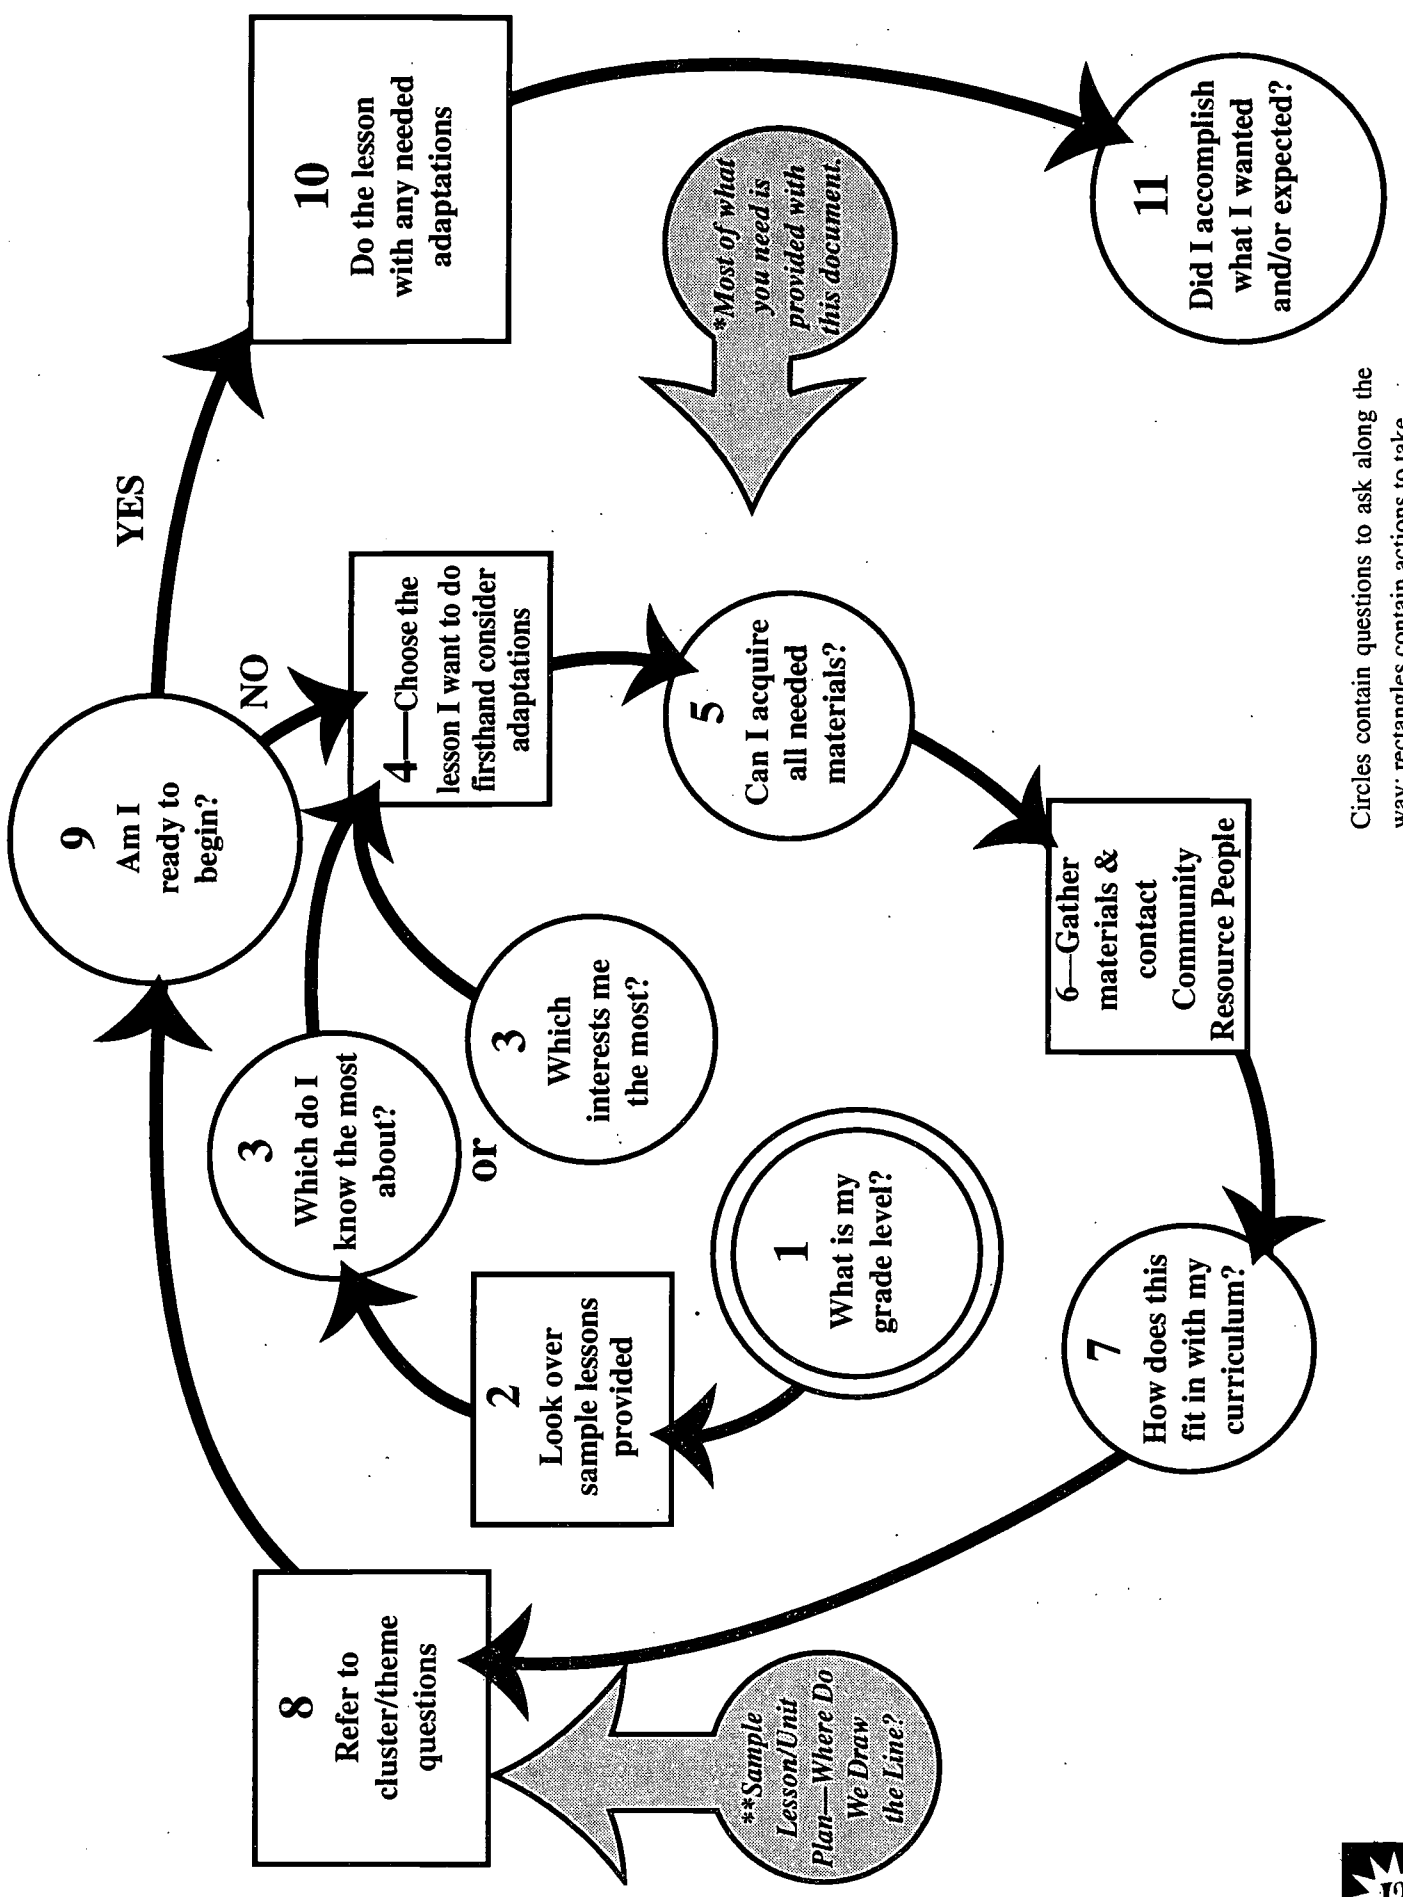 1
What is my
grade level?
2
Look over
sample lessons
provided
3
Which do I
know the most
about?
or
3
Which
interests me
the most?
4—Choose the
lesson I want to do
firsthand consider
adaptations
5
Can I acquire
all needed
materials?
6—Gather
materials &
contact
Community
Resource People
7
How does this
fit in with my
curriculum?
8
Refer to
cluster/theme
questions
9
Am I
ready to
begin?
NO
YES
10
Do the lesson
with any needed
adaptations
11
Did I accomplish
what I wanted
and/or expected?
*Most of what
you need is
provided with
this document.
**Sample
Lesson/Unit
Plan—Where Do
We Draw
the Line?
Circles contain questions to ask along the
way; rectangles contain actions to take